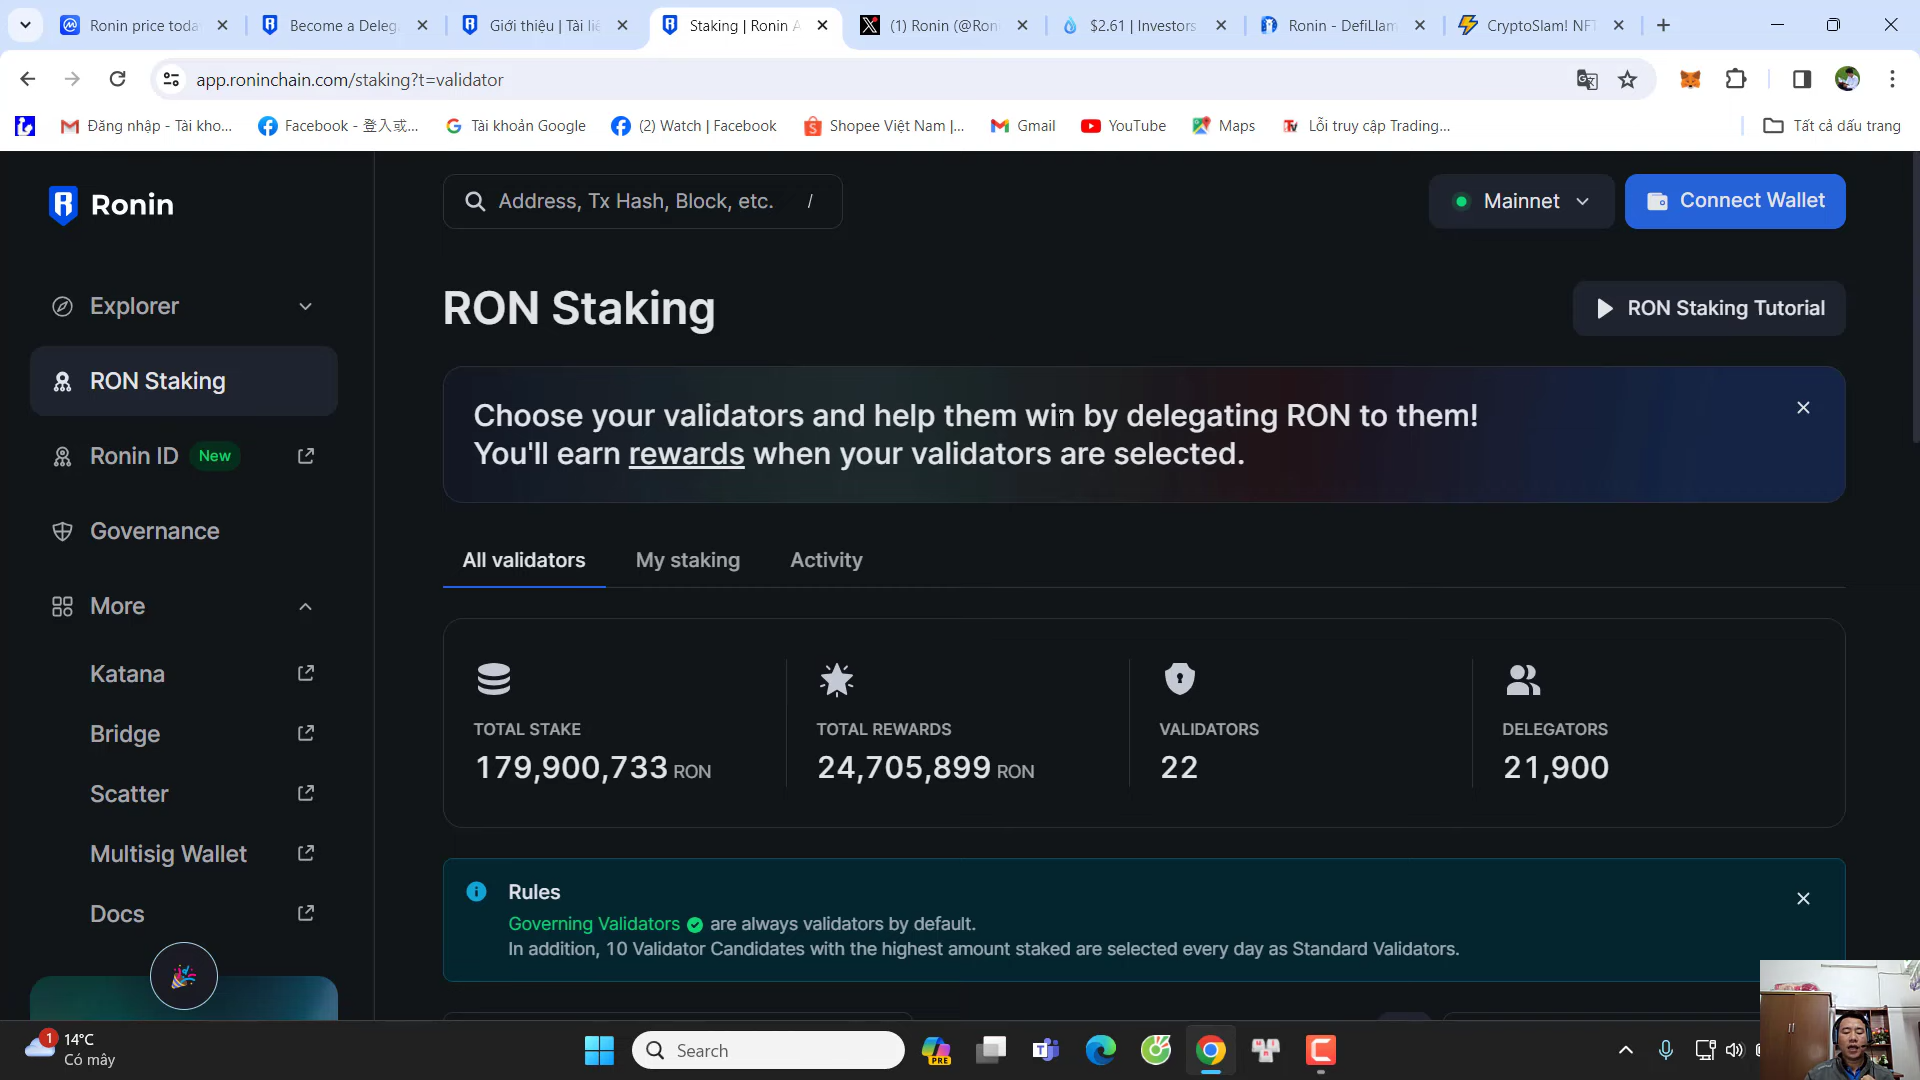 Ronin price toda
Become a Deleg
Giới thiệu | Tài liệ
Staking | Ronin A
(1) Ronin (@Ron
$2.61 | Investors
Ronin - DefiLlam
CryptoSlam! NFT
app.roninchain.com/staking?t=validator
Đăng nhập - Tài kho...
Facebook - 登入或...
Tài khoản Google
(2) Watch | Facebook
Shopee Việt Nam |...
Gmail
YouTube
Maps
Lỗi truy cập Trading...
Tất cả dấu trang
Ronin
Address, Tx Hash, Block, etc. /
Mainnet
Connect Wallet
Explorer
RON Staking
Ronin ID New
Governance
More
Katana
Bridge
Scatter
Multisig Wallet
Docs
RON Staking
RON Staking Tutorial
Choose your validators and help them win by delegating RON to them!
You'll earn rewards when your validators are selected.
All validators
My staking
Activity
TOTAL STAKE
179,900,733 RON
TOTAL REWARDS
24,705,899 RON
VALIDATORS
22
DELEGATORS
21,900
Rules
Governing Validators are always validators by default.
In addition, 10 Validator Candidates with the highest amount staked are selected every day as Standard Validators.
1
14°C
Có mây
Search
PRE